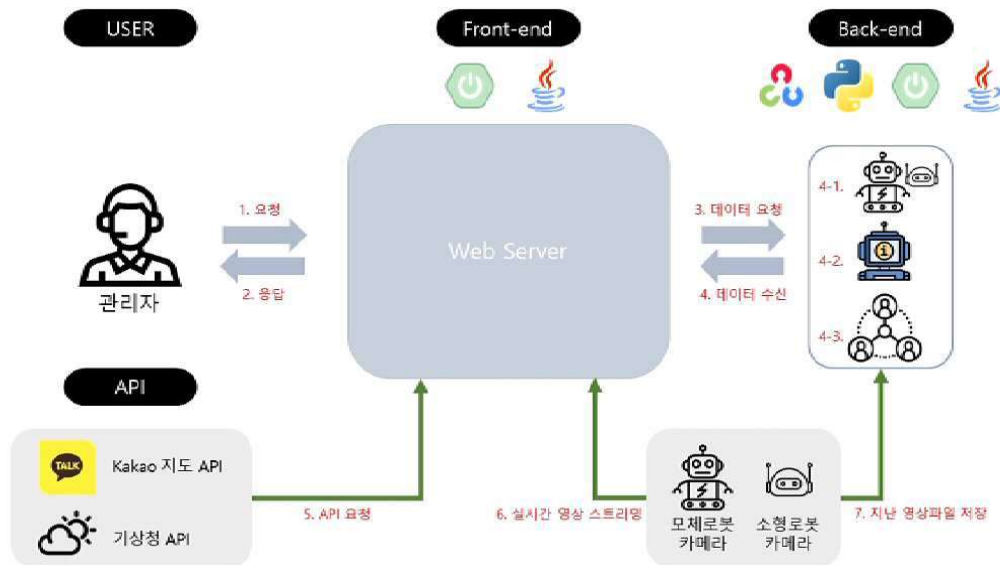 USER
Front-end
Back-end
1. 요청
2. 응답
관리자
Web Server
3. 데이터 요청
4. 데이터 수신
4-1.
4-2.
4-3.
API
TALK
Kakao 지도 API
기상청 API
5. API 요청
6. 실시간 영상 스트리밍
모체로봇
카메라
소형로봇
카메라
7. 지난 영상파일 저장